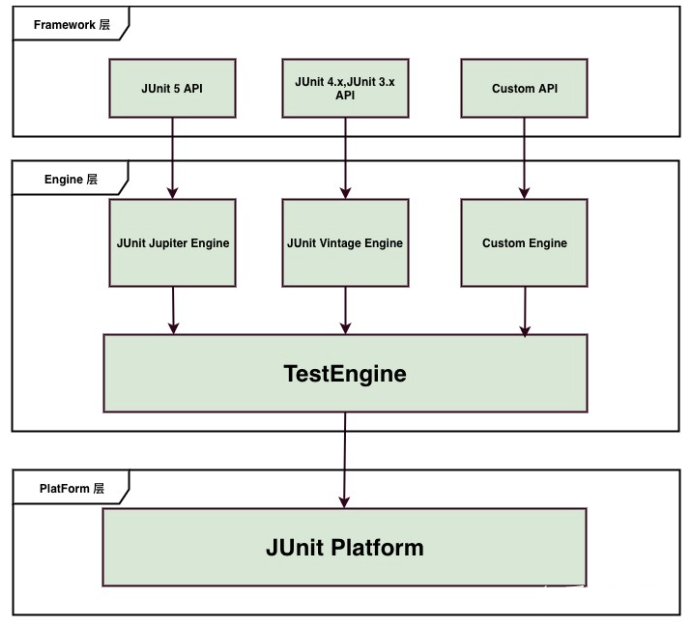 Framework 层
JUnit 5 API
JUnit 4.x,JUnit 3.x
API
Custom API
Engine 层
JUnit Jupiter Engine
JUnit Vintage Engine
Custom Engine
TestEngine
PlatForm 层
JUnit Platform